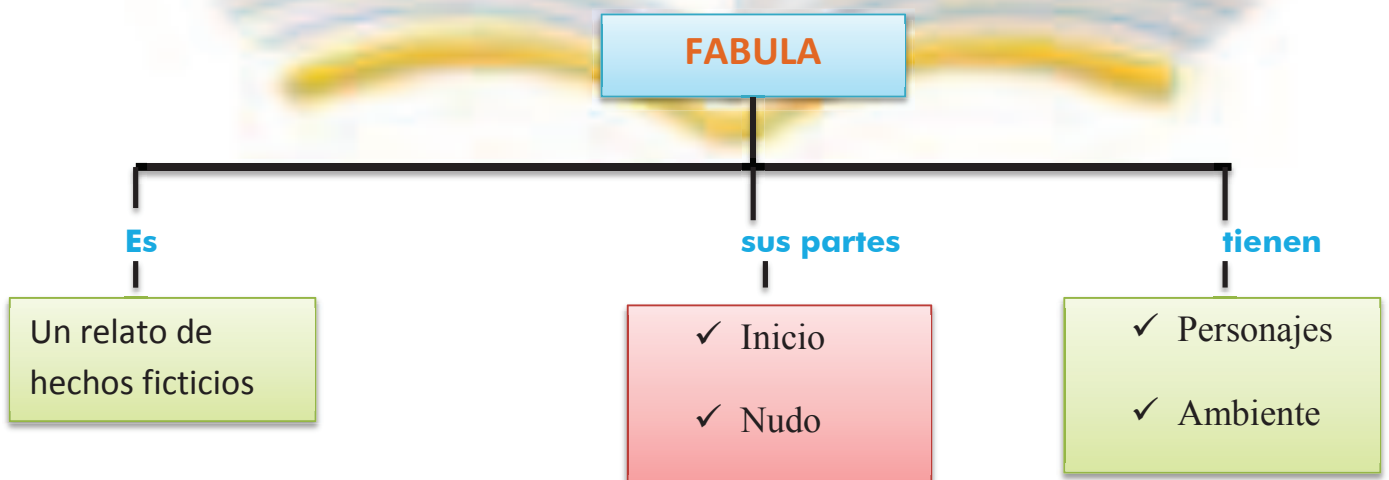 FABULA
Es
sus partes
tienen
Un relato de
hechos ficticios
✓ Inicio
✓ Nudo
✓ Personajes
✓ Ambiente